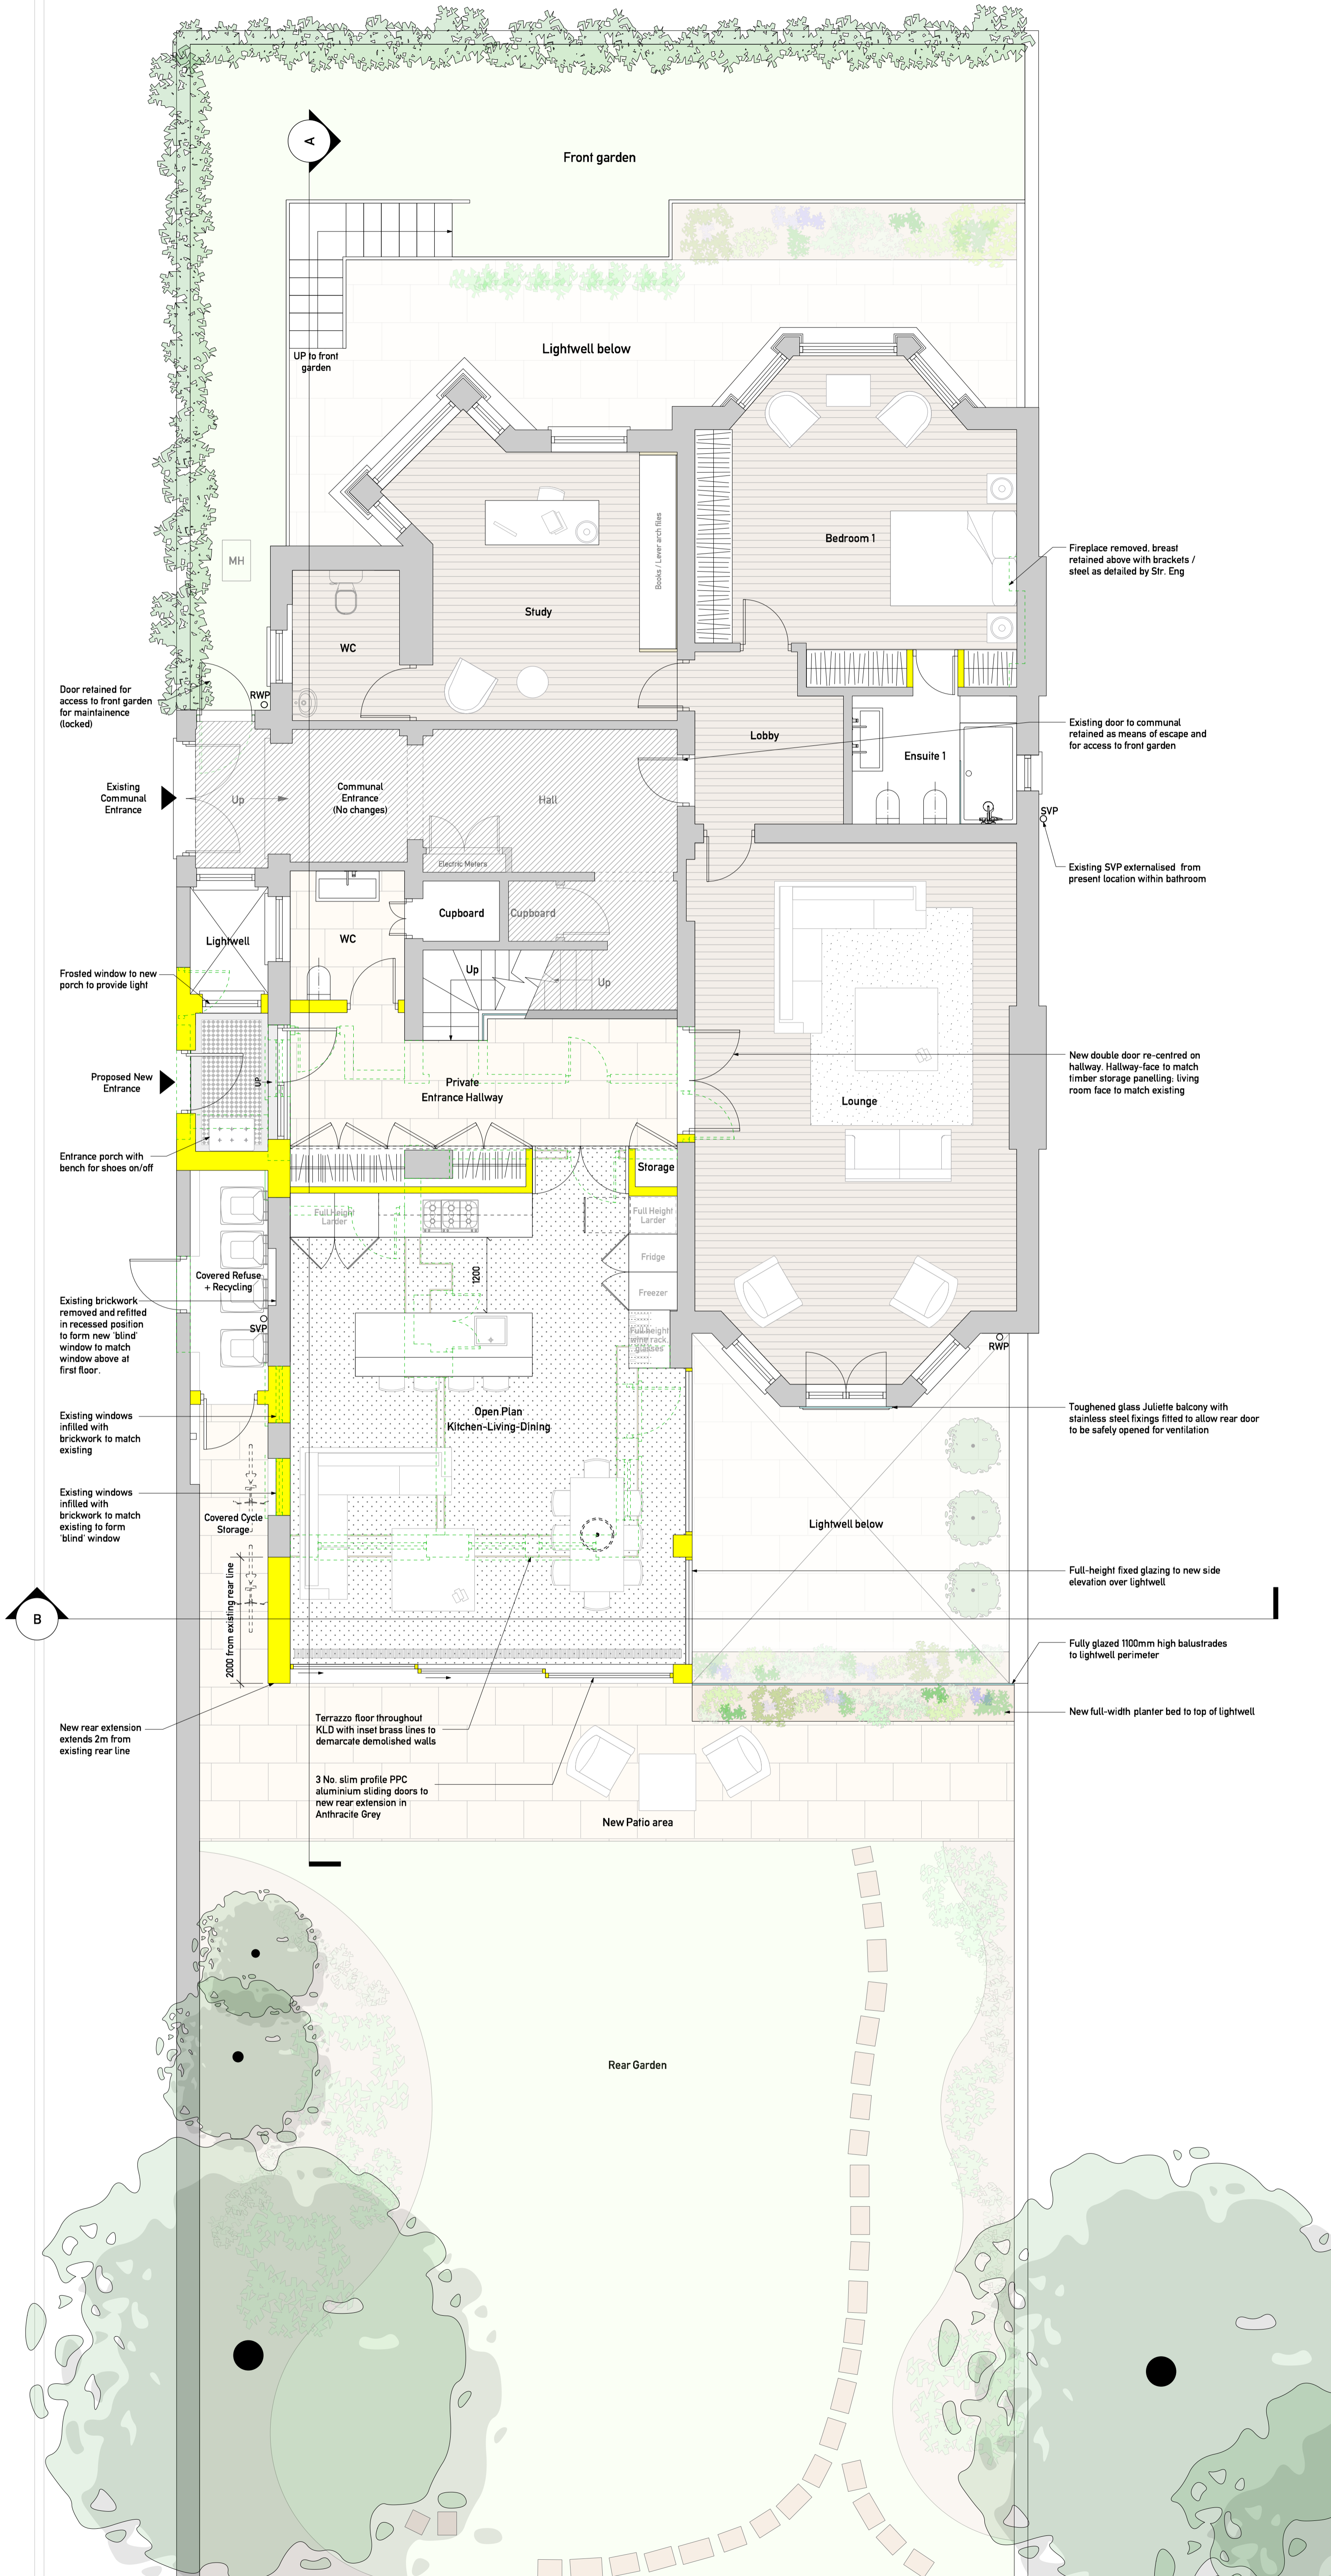 A
Front garden
UP to front
garden
Lightwell below
Books / Lever arch files
Bedroom 1
MH
Fireplace removed, breast
retained above with brackets /
steel as detailed by Str. Eng
Study
WC
Door retained for
access to front garden
for maintainence
(locked)
RWP
Existing door to communal
retained as means of escape and
for access to front garden
Lobby
Ensuite 1
Existing
Communal
Entrance
Up
Communal
Entrance
(No changes)
Hall
SVP
Electric Meters
Existing SVP externalised from
present location within bathroom
Cupboard
Cupboard
Lightwell
WC
Up
Up
Frosted window to new
porch to provide light
Proposed New
Entrance
UP
Private
Entrance Hallway
New double door re-centred on
hallway. Hallway-face to match
timber storage panelling; living
room face to match existing
Lounge
Entrance porch with
bench for shoes on/off
Storage
Full Height
Larder
Full Height
Larder
Fridge
Freezer
1200
Covered Refuse
+ Recycling
SVP
Existing brickwork
removed and refitted
in recessed position
to form new 'blind'
window to match
window above at
first floor.
Full height
wine rack,
glasses
RWP
Open Plan
Kitchen-Living-Dining
Toughened glass Juliette balcony with
stainless steel fixings fitted to allow rear door
to be safely opened for ventilation
Existing windows
infilled with
brickwork to match
existing
Existing windows
infilled with
brickwork to match
existing to form
'blind' window
Covered Cycle
Storage
Lightwell below
2000 from existing rear line
Full-height fixed glazing to new side
elevation over lightwell
B
Fully glazed 1100mm high balustrades
to lightwell perimeter
New full-width planter bed to top of lightwell
New rear extension
extends 2m from
existing rear line
Terrazzo floor throughout
KLD with inset brass lines to
demarcate demolished walls
3 No. slim profile PPC
aluminium sliding doors to
new rear extension in
Anthracite Grey
New Patio area
Rear Garden